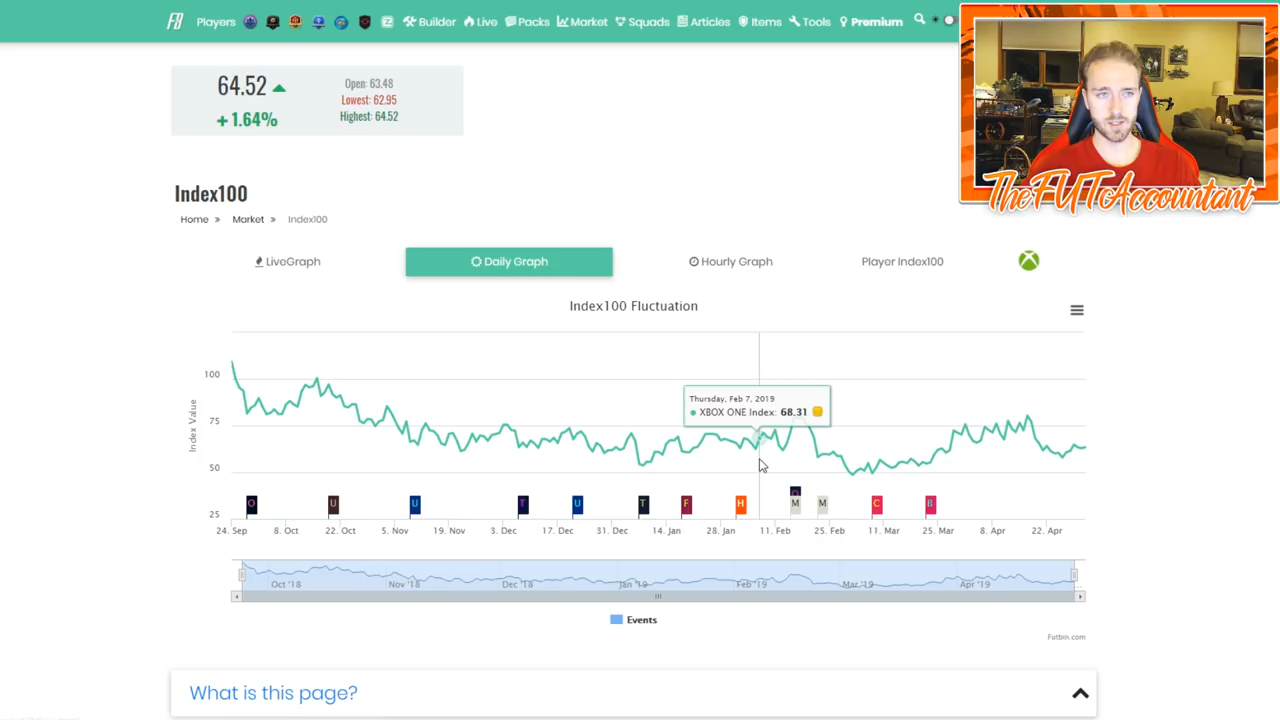 Players Builder Live Packs Market Squads Articles Items Tools Premium
64.52
+ 1.64%
Open: 63.48
Lowest: 62.95
Highest: 64.52
TheFUTAccountant
Index100
Home » Market » Index100
LiveGraph
Daily Graph
Hourly Graph
Player Index100
Index100 Fluctuation
Index Value
100
75
50
25
Thursday, Feb 7, 2019
XBOX ONE Index: 68.31
O U U T U T F H O M M C B
24. Sep 8. Oct 22. Oct 5. Nov 19. Nov 3. Dec 17. Dec 31. Dec 14. Jan 28. Jan 11. Feb 25. Feb 11. Mar 25. Mar 8. Apr 22. Apr
Oct '18 Nov '18 Dec '18 Jan '19 Feb '19 Mar '19 Apr '19
Events
Futbin.com
What is this page?